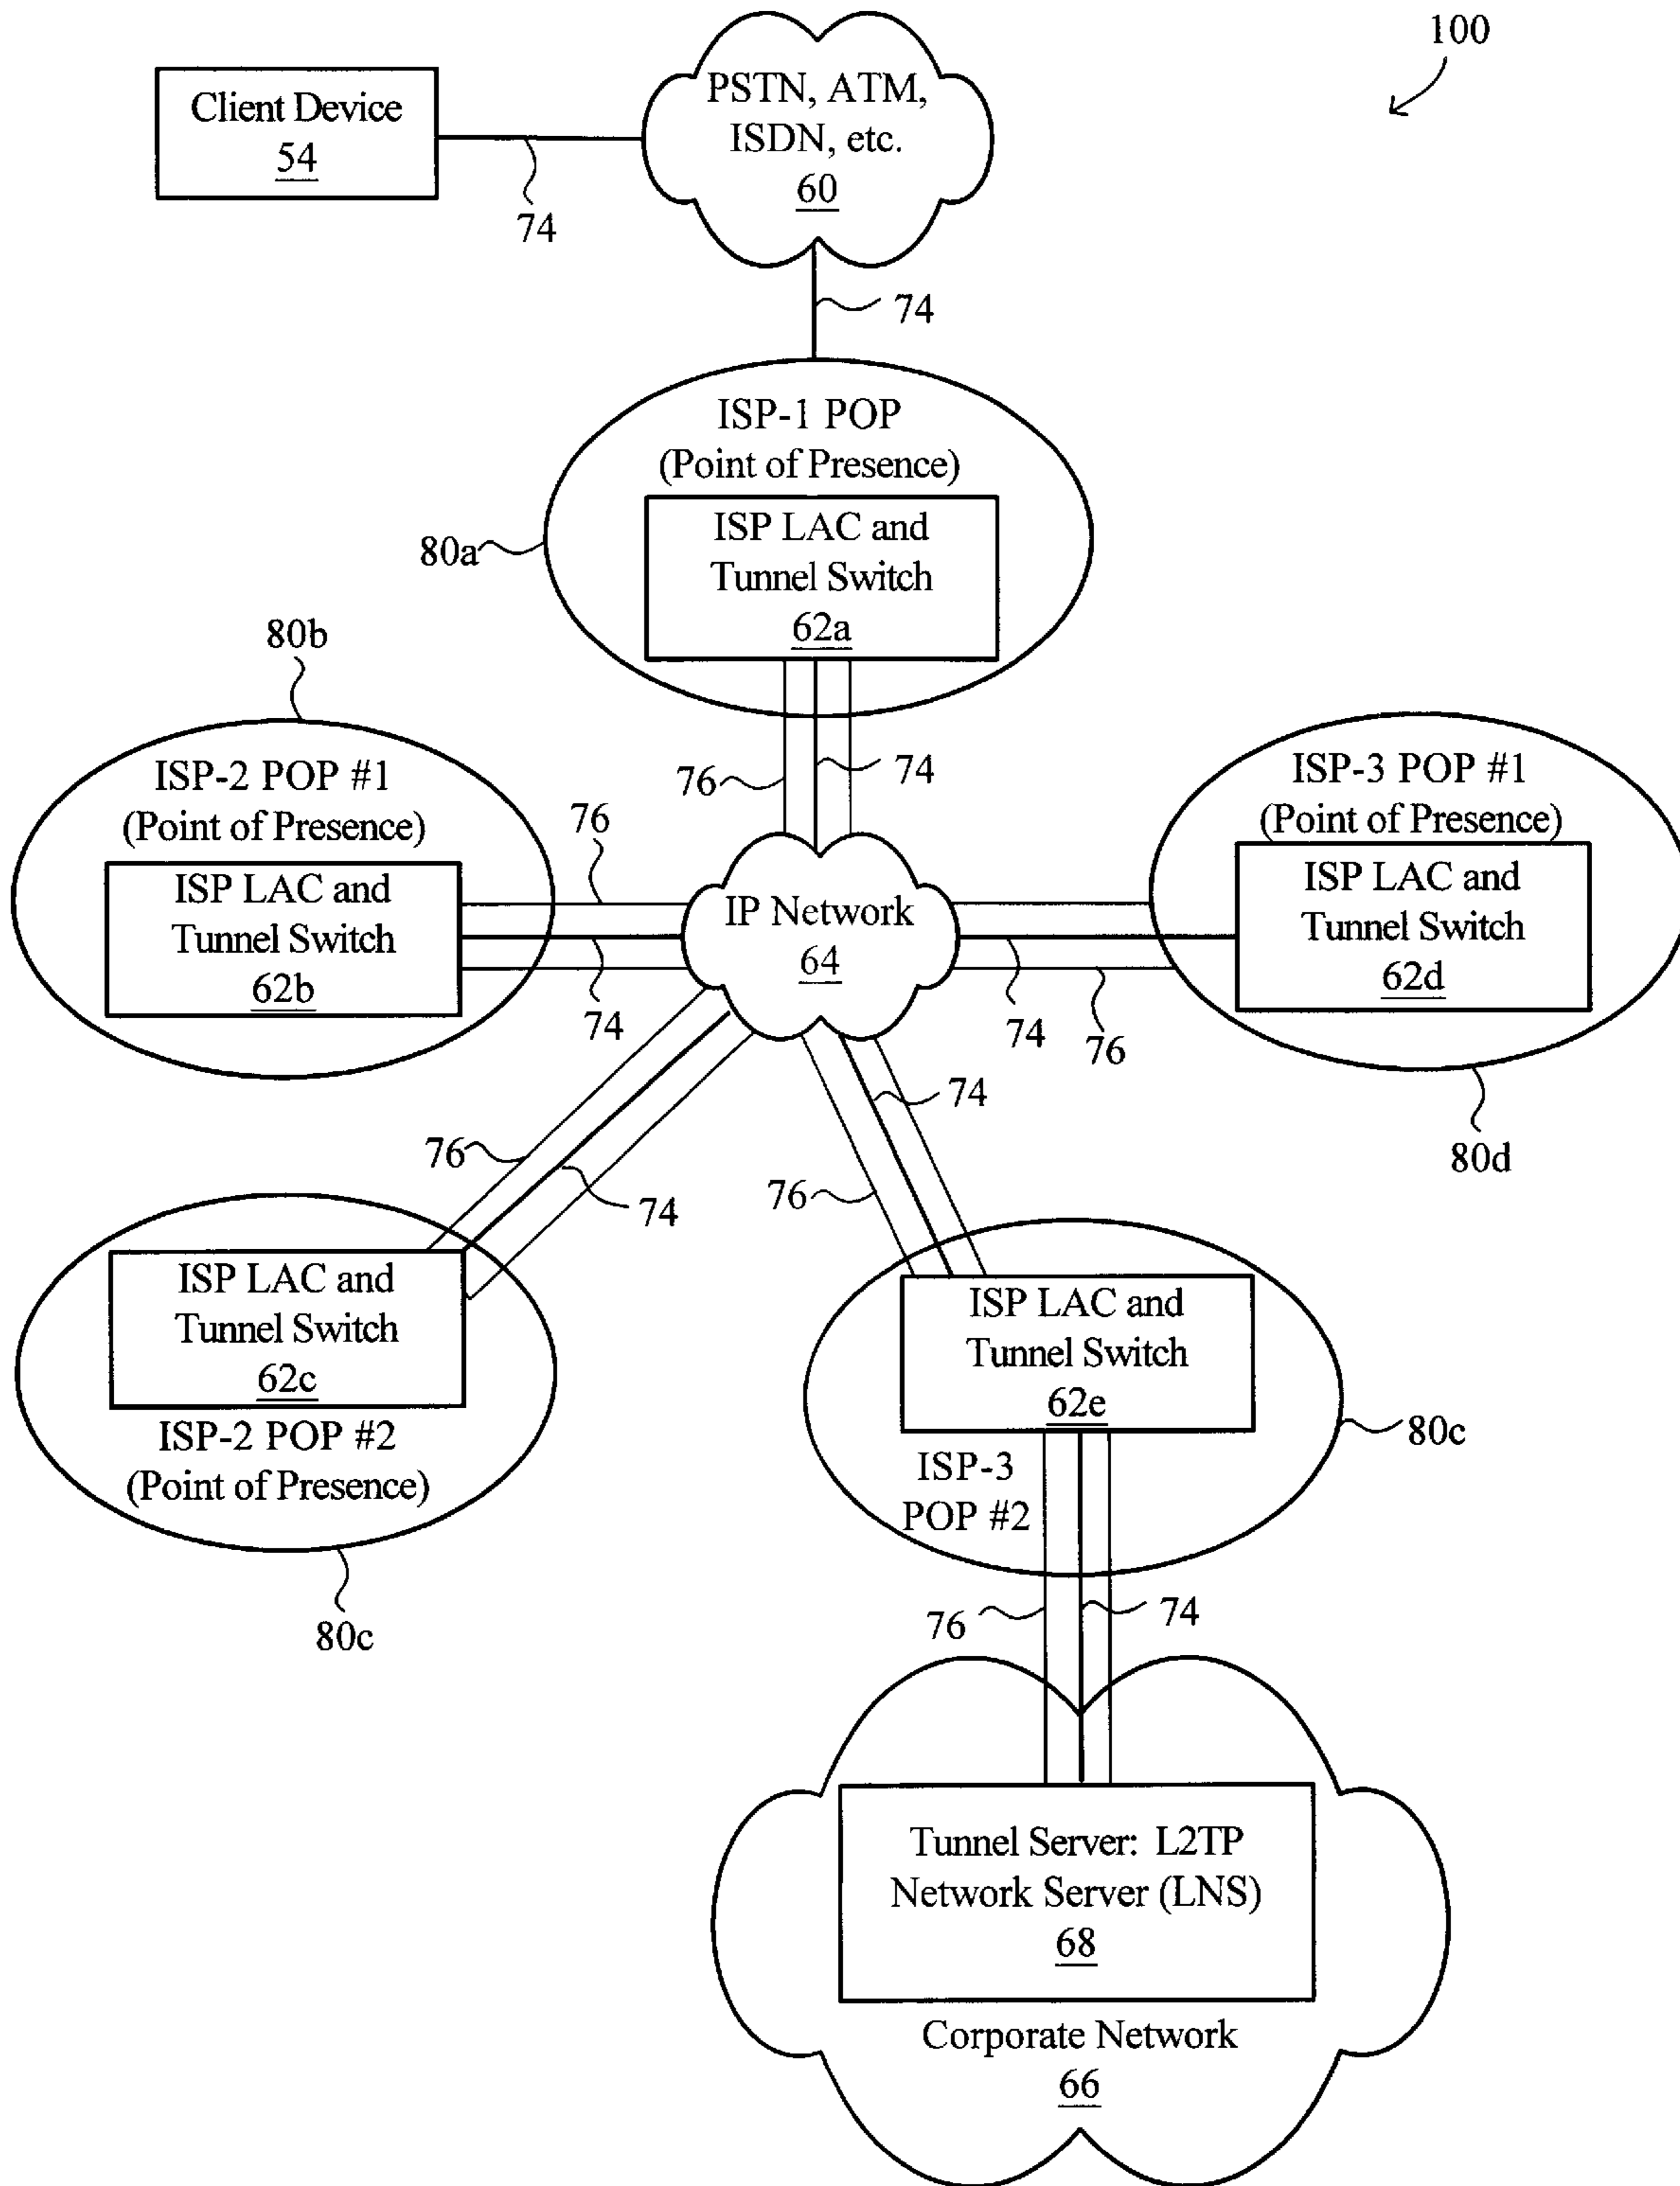 100
Client Device
54
74
PSTN, ATM,
ISDN, etc.
60
74
ISP-1 POP
(Point of Presence)
ISP LAC and
Tunnel Switch
62a
80a
80b
ISP-2 POP #1
(Point of Presence)
ISP LAC and
Tunnel Switch
62b
76
74
76
74
IP Network
64
ISP-3 POP #1
(Point of Presence)
ISP LAC and
Tunnel Switch
62d
74
76
80d
76
74
ISP LAC and
Tunnel Switch
62c
ISP-2 POP #2
(Point of Presence)
80c
74
76
ISP LAC and
Tunnel Switch
62e
ISP-3
POP #2
80c
76
74
Tunnel Server: L2TP
Network Server (LNS)
68
Corporate Network
66